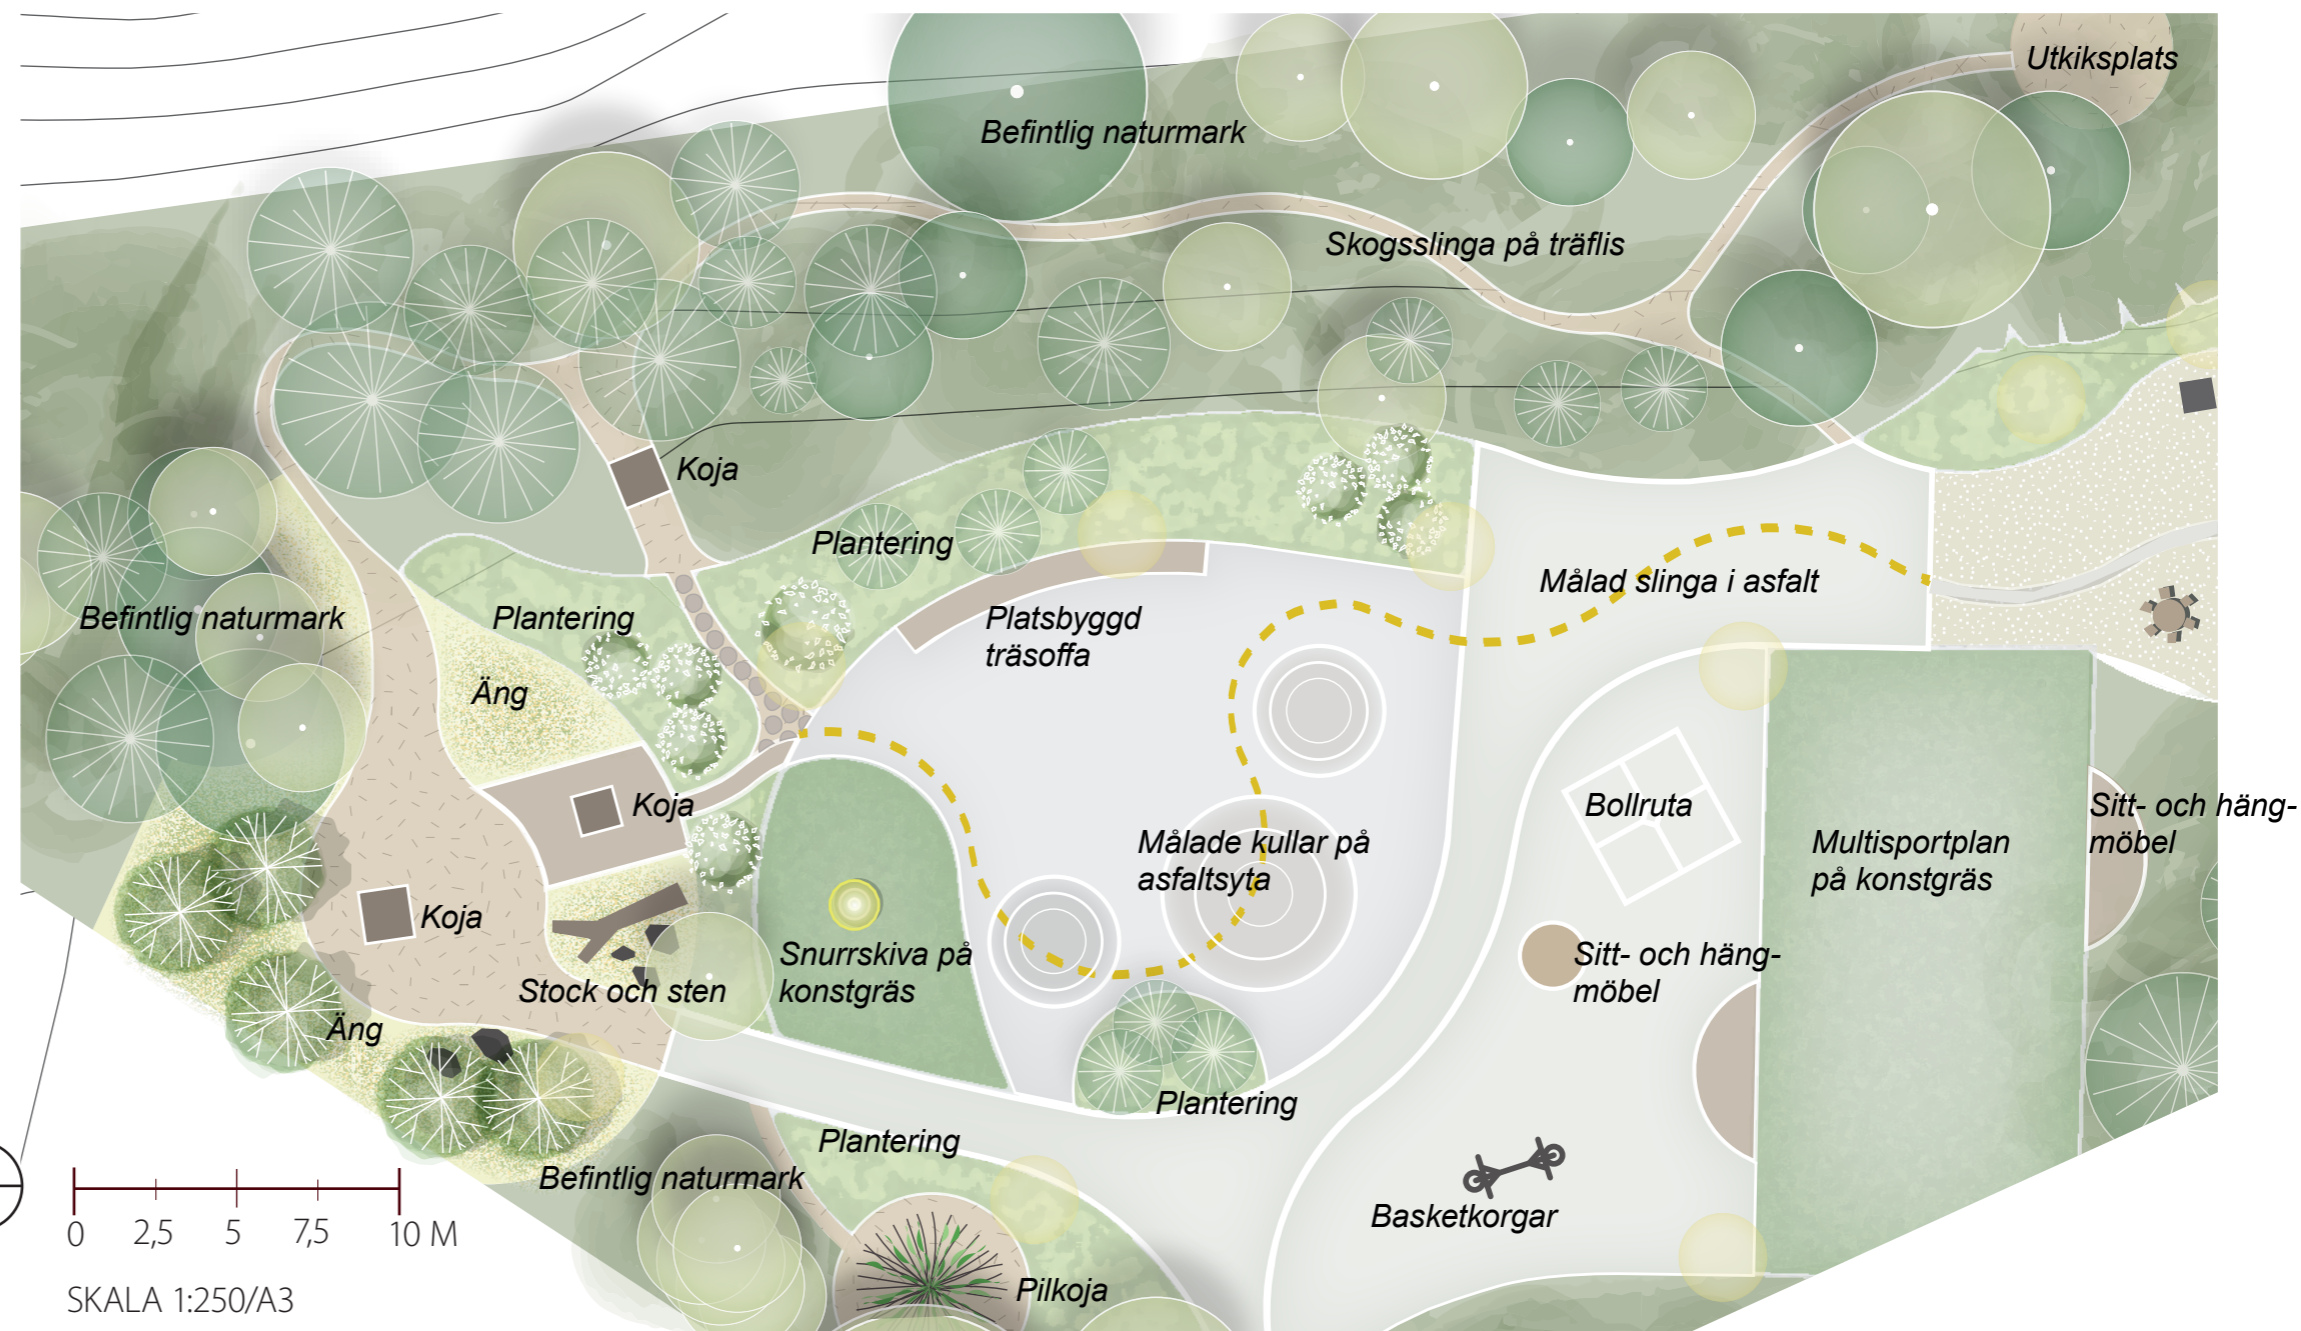 Utkiksplats
Befintlig naturmark
Skogsslinga på träflis
Koja
Plantering
Målad slinga i asfalt
Befintlig naturmark
Plantering
Platsbyggd
träsoffa
Äng
Koja
Bollruta
Sitt- och häng-
möbel
Målade kullar på
asfaltsyta
Multisportplan
på konstgräs
Koja
Snurrskiva på
konstgräs
Sitt- och häng-
möbel
Stock och sten
Äng
Plantering
Plantering
Befintlig naturmark
Basketkorgar
Pilkoja
0 2,5 5 7,5 10 M
SKALA 1:250/A3